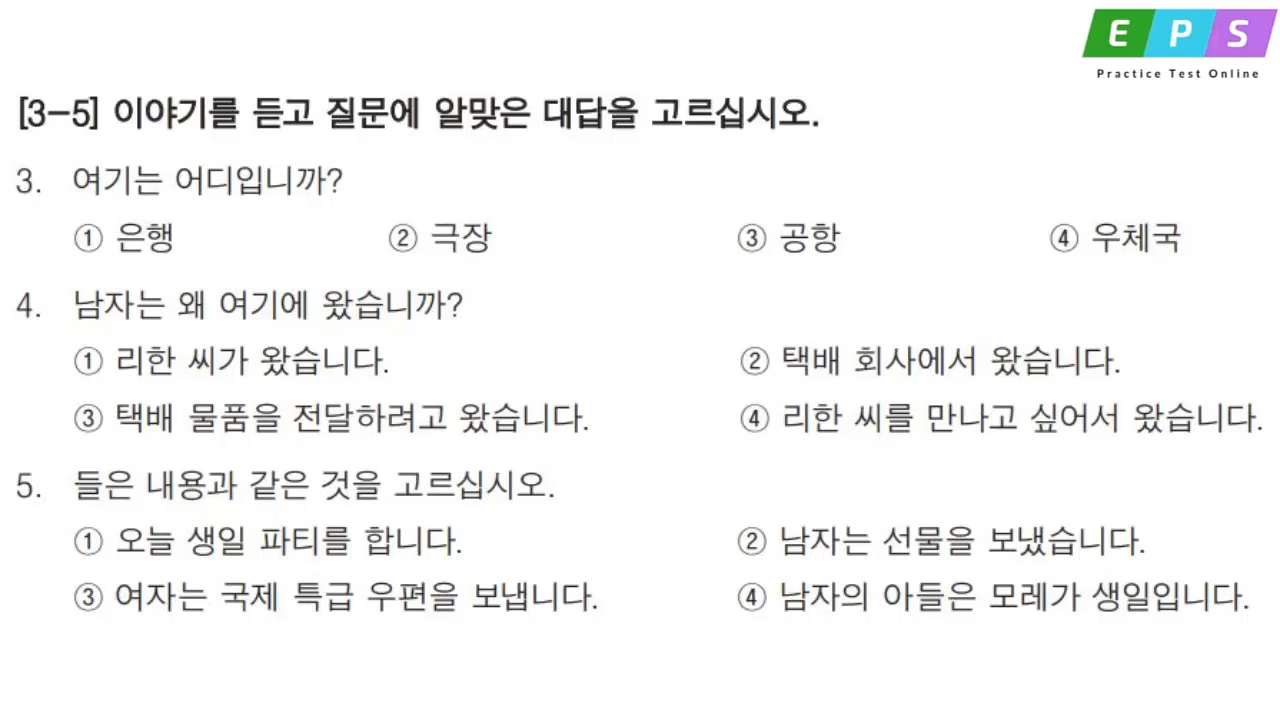 E P S
Practice Test Online
[3−5] 이야기를 듣고 질문에 알맞은 대답을 고르십시오.
3. 여기는 어디입니까?
① 은행 ② 극장 ③ 공항 ④ 우체국
4. 남자는 왜 여기에 왔습니까?
① 리한 씨가 왔습니다. ② 택배 회사에서 왔습니다.
③ 택배 물품을 전달하려고 왔습니다. ④ 리한 씨를 만나고 싶어서 왔습니다.
5. 들은 내용과 같은 것을 고르십시오.
① 오늘 생일 파티를 합니다. ② 남자는 선물을 보냈습니다.
③ 여자는 국제 특급 우편을 보냅니다. ④ 남자의 아들은 모레가 생일입니다.